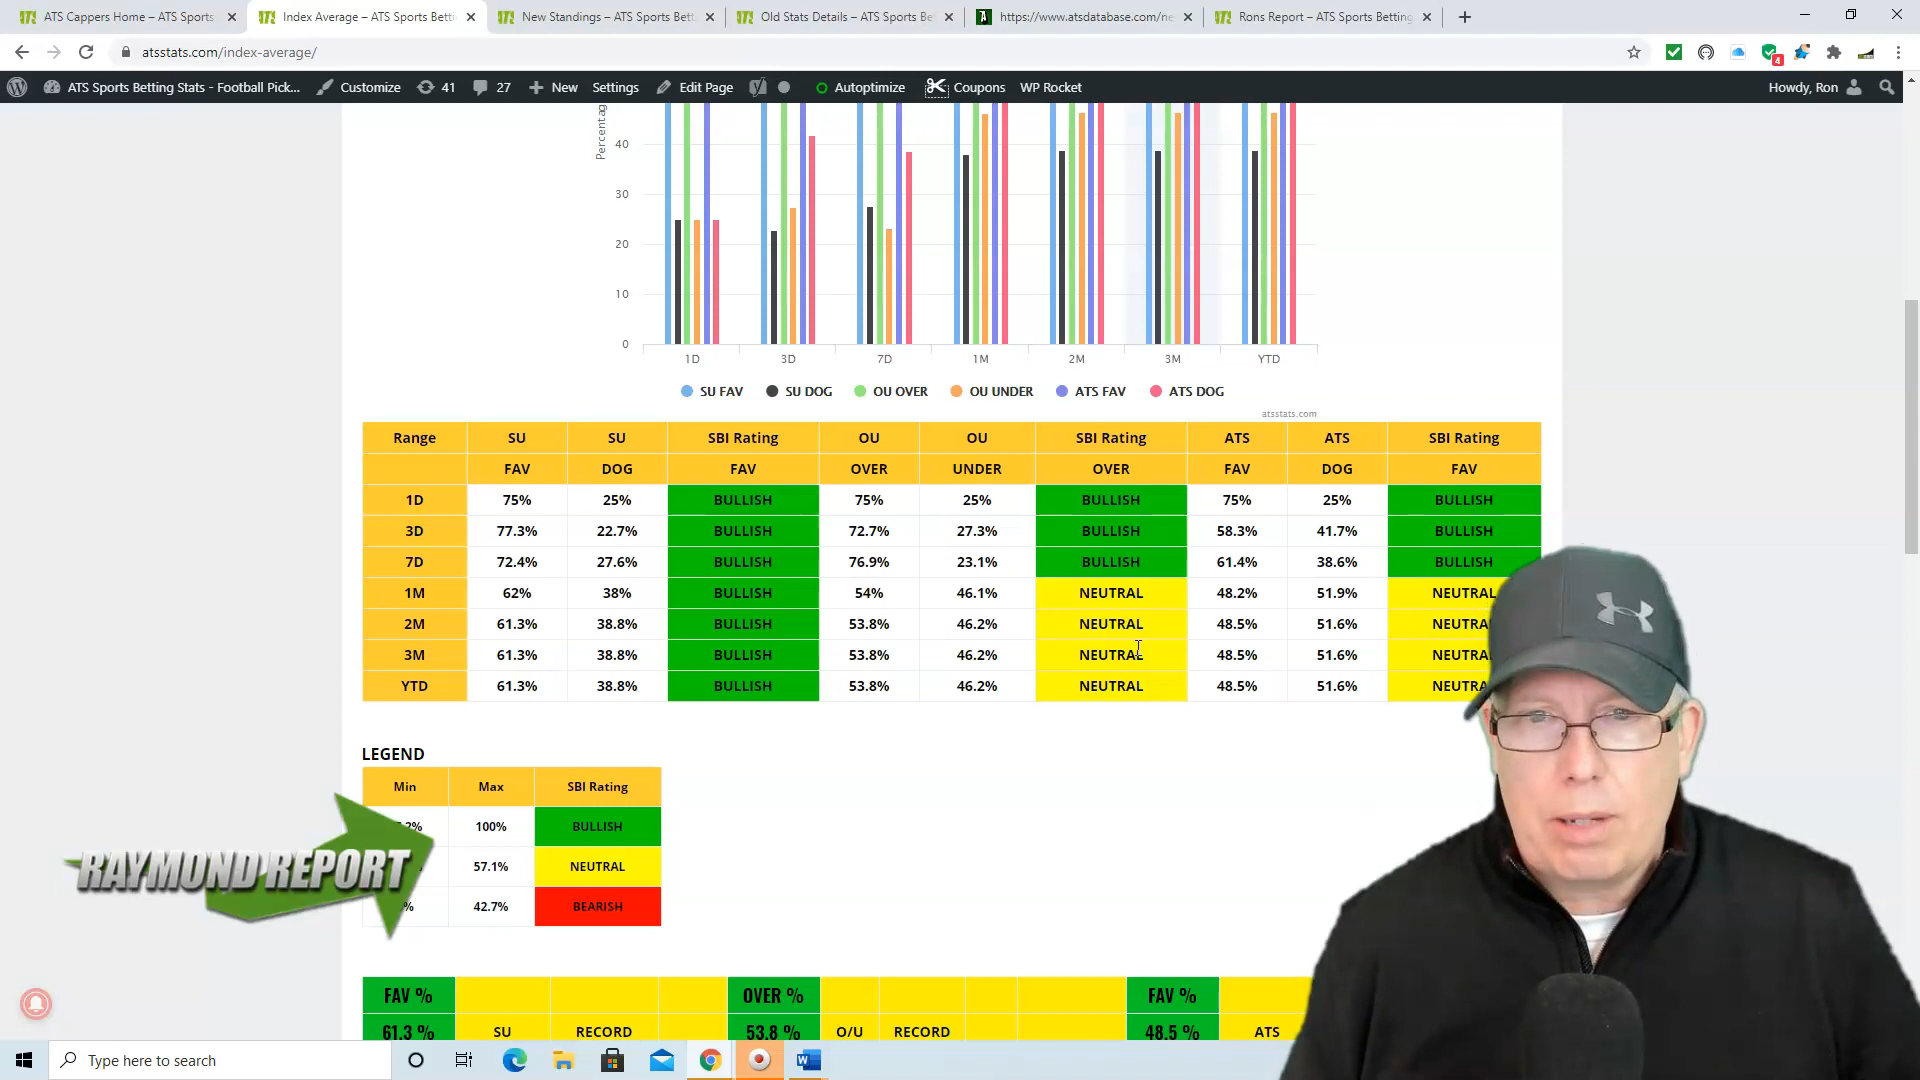 ATS Cappers Home – ATS Sports
Index Average – ATS Sports Betti
New Standings – ATS Sports Bett
Old Stats Details – ATS Sports Be
https://www.atsdatabase.com/ne
Rons Report – ATS Sports Betting
atsstats.com/index-average/
4
ATS Sports Betting Stats - Football Pick...
Customize
41
27
New
Settings
Edit Page
Autoptimize
Coupons
WP Rocket
Howdy, Ron
Percentag
40
30
20
10
0
1D 3D 7D 1M 2M 3M YTD
SU FAV SU DOG OU OVER OU UNDER ATS FAV ATS DOG
atsstats.com
Range SU SU SBI Rating OU OU SBI Rating ATS ATS SBI Rating
FAV DOG FAV OVER UNDER OVER FAV DOG FAV
1D 75% 25% BULLISH 75% 25% BULLISH 75% 25% BULLISH
3D 77.3% 22.7% BULLISH 72.7% 27.3% BULLISH 58.3% 41.7% BULLISH
7D 72.4% 27.6% BULLISH 76.9% 23.1% BULLISH 61.4% 38.6% BULLISH
1M 62% 38% BULLISH 54% 46.1% NEUTRAL 48.2% 51.9% NEUTRAL
2M 61.3% 38.8% BULLISH 53.8% 46.2% NEUTRAL 48.5% 51.6% NEUTRA
3M 61.3% 38.8% BULLISH 53.8% 46.2% NEUTRAL 48.5% 51.6% NEUTRA
YTD 61.3% 38.8% BULLISH 53.8% 46.2% NEUTRAL 48.5% 51.6% NEUTRA
LEGEND
Min Max SBI Rating
100% BULLISH
57.1% NEUTRAL
42.7% BEARISH
RAYMOND REPORT
FAV % OVER % FAV %
61.3 % SU RECORD 53.8 % O/U RECORD 48.5 % ATS
Type here to search